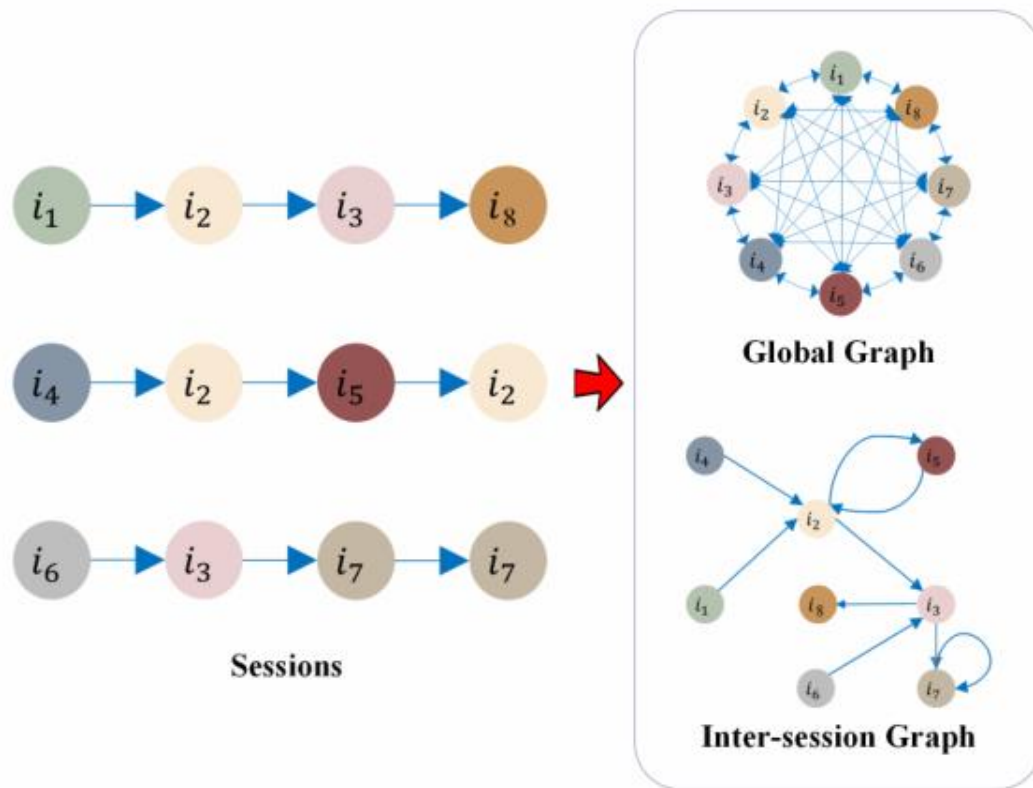 i1 i2 i3 i8
i4 i2 i5 i2
i6 i3 i7 i7
Sessions
i1
i2 i8
i3 i7
i4 i6
i5
Global Graph
i4 i5
i2
i1 i8 i3
i6 i7
Inter-session Graph